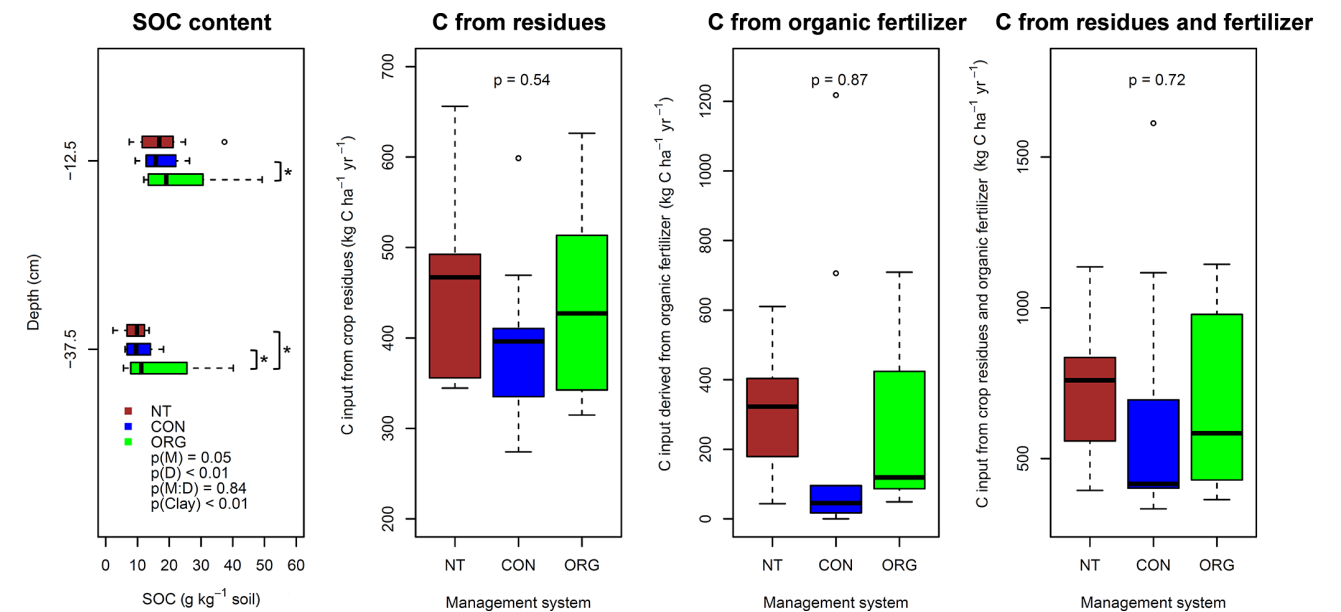 SOC content
Depth (cm)
−12.5
−37.5
*
*
*
NT
CON
ORG
p(M) = 0.05
p(D) < 0.01
p(M:D) = 0.84
p(Clay) < 0.01
0 10 20 30 40 50 60
SOC (g kg−1 soil)
C from residues
C input from crop residues (kg C ha−1 yr−1)
700
600
500
400
300
200
p = 0.54
NT CON ORG
Management system
C from organic fertilizer
C input derived from organic fertilizer (kg C ha−1 yr−1)
1200
1000
800
600
400
200
0
p = 0.87
NT CON ORG
Management system
C from residues and fertilizer
C input from crop residues and organic fertilizer (kg C ha−1 yr−1)
1500
1000
500
p = 0.72
NT CON ORG
Management system